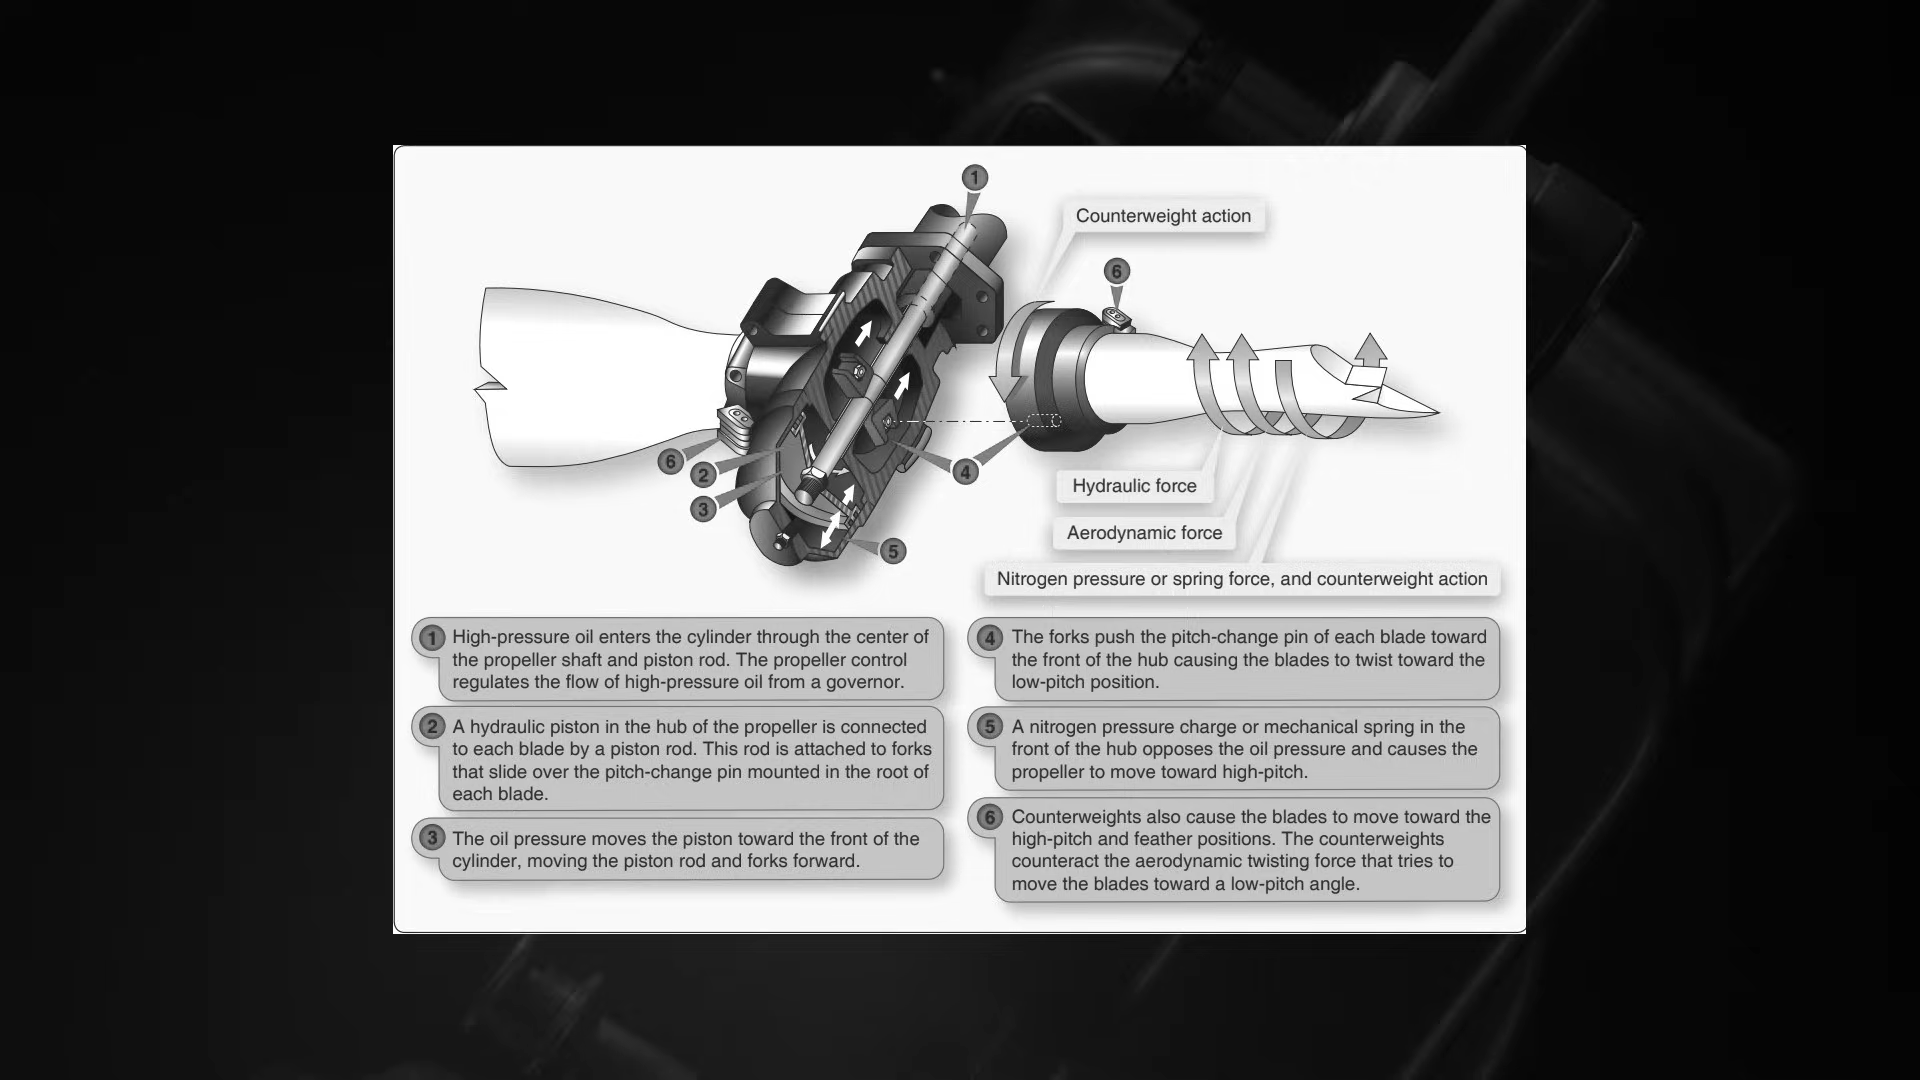 1
Counterweight action
6
6
2
4
3
Hydraulic force
Aerodynamic force
5
Nitrogen pressure or spring force, and counterweight action
1 High-pressure oil enters the cylinder through the center of
the propeller shaft and piston rod. The propeller control
regulates the flow of high-pressure oil from a governor.
2 A hydraulic piston in the hub of the propeller is connected
to each blade by a piston rod. This rod is attached to forks
that slide over the pitch-change pin mounted in the root of
each blade.
3 The oil pressure moves the piston toward the front of the
cylinder, moving the piston rod and forks forward.
4 The forks push the pitch-change pin of each blade toward
the front of the hub causing the blades to twist toward the
low-pitch position.
5 A nitrogen pressure charge or mechanical spring in the
front of the hub opposes the oil pressure and causes the
propeller to move toward high-pitch.
6 Counterweights also cause the blades to move toward the
high-pitch and feather positions. The counterweights
counteract the aerodynamic twisting force that tries to
move the blades toward a low-pitch angle.